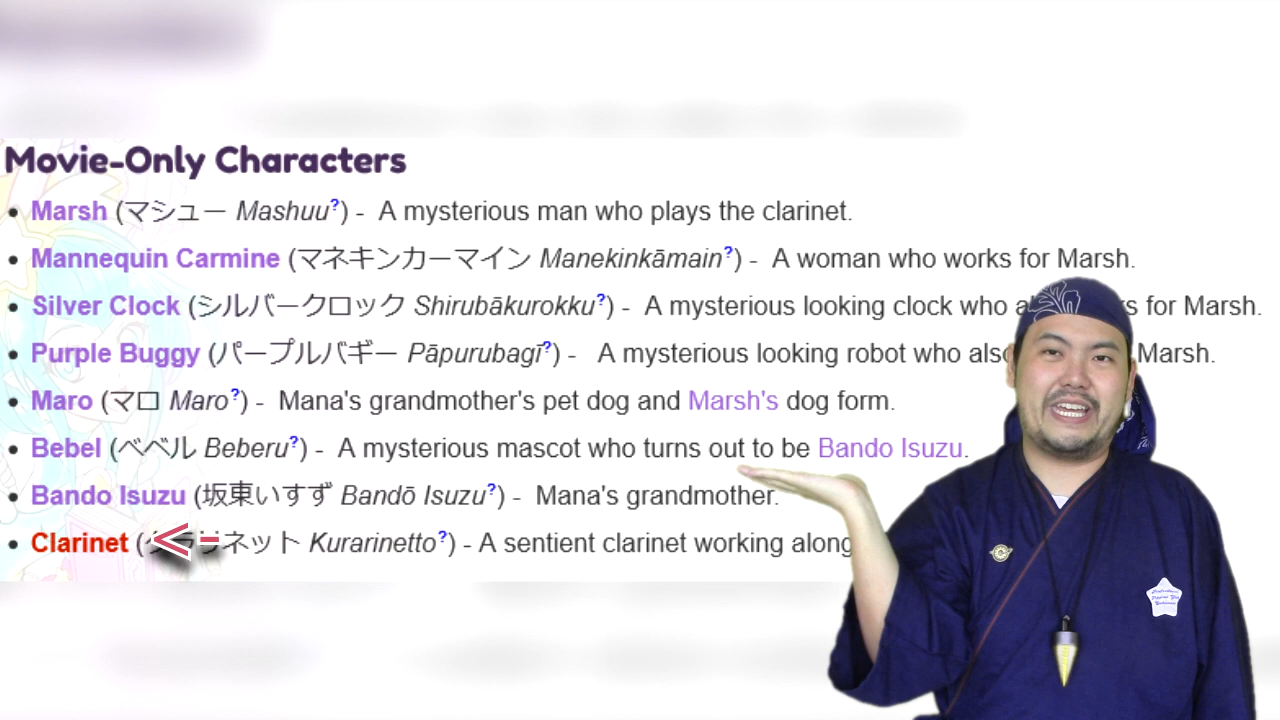 Movie-Only Characters
• Marsh (マシュー Mashuu?) - A mysterious man who plays the clarinet.
• Mannequin Carmine (マネキンカーマイン Manekinkāmain?) - A woman who works for Marsh.
• Silver Clock (シルバークロック Shirubākurokku?) - A mysterious looking clock who for Marsh.
• Purple Buggy (パープルバギー Pāpurubagī?) - A mysterious looking robot who Marsh.
• Maro (マロ Maro?) - Mana's grandmother's pet dog and Marsh's dog form.
• Bebel (ベベル Beberu?) - A mysterious mascot who turns out to be Bando Isuzu.
• Bando Isuzu (坂東いすず Bandō Isuzu?) - Mana's grandmother.
• Clarinet (クラリネット Kurarinetto?) - A sentient clarinet working